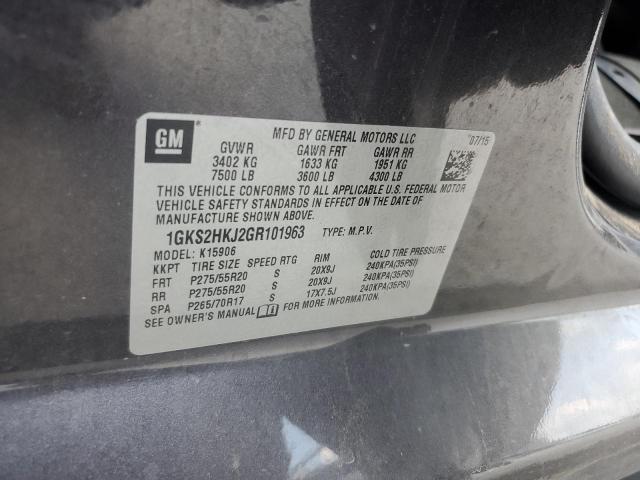 GM
MFD BY GENERAL MOTORS LLC 07/15
GVWR GAWR FRT GAWR RR
3402 KG 1633 KG 1951 KG
7500 LB 3600 LB 4300 LB
THIS VEHICLE CONFORMS TO ALL APPLICABLE U.S. FEDERAL MOTOR
VEHICLE SAFETY STANDARDS IN EFFECT ON THE DATE OF
MANUFACTURE SHOWN ABOVE.
1GKS2HKJ2GR101963 TYPE: M.P.V.
MODEL: K15906
KKPT TIRE SIZE SPEED RTG RIM COLD TIRE PRESSURE
FRT P275/55R20 S 20X9J 240KPA(35PSI)
RR P275/55R20 S 20X9J 240KPA(35PSI)
SPA P265/70R17 S 17X7.5J 240KPA(35PSI)
SEE OWNER'S MANUAL FOR MORE INFORMATION.